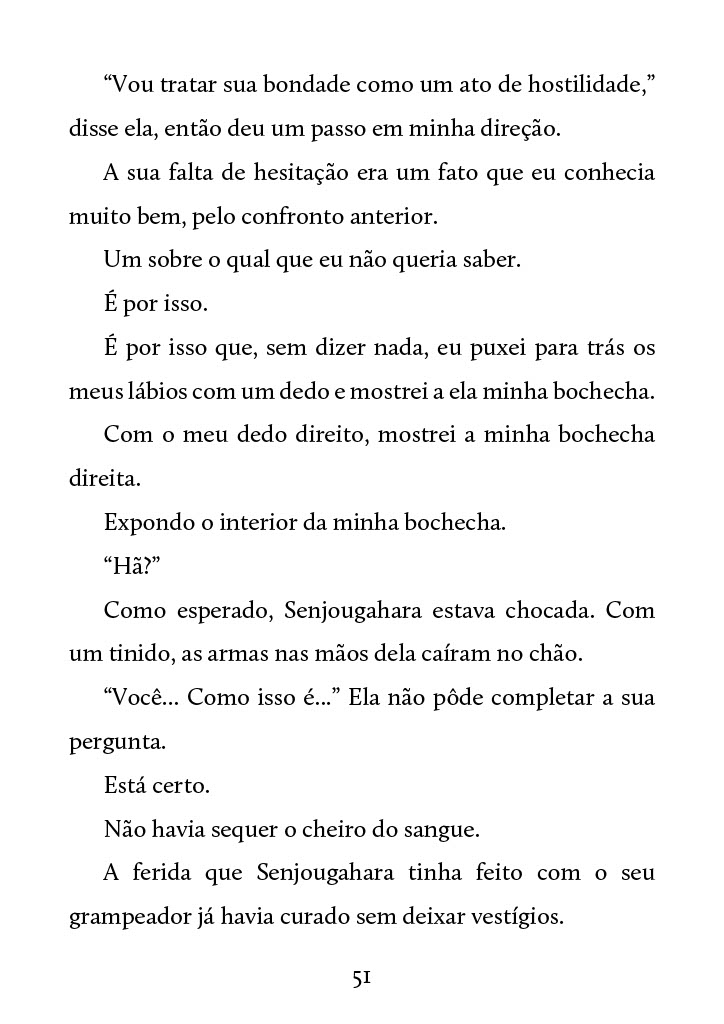 “Vou tratar sua bondade como um ato de hostilidade,”
disse ela, então deu um passo em minha direção.
A sua falta de hesitação era um fato que eu conhecia
muito bem, pelo confronto anterior.
Um sobre o qual que eu não queria saber.
É por isso.
É por isso que, sem dizer nada, eu puxei para trás os
meus lábios com um dedo e mostrei a ela minha bochecha.
Com o meu dedo direito, mostrei a minha bochecha
direita.
Expondo o interior da minha bochecha.
“Hã?”
Como esperado, Senjougahara estava chocada. Com
um tinido, as armas nas mãos dela caíram no chão.
“Você... Como isso é...” Ela não pôde completar a sua
pergunta.
Está certo.
Não havia sequer o cheiro do sangue.
A ferida que Senjougahara tinha feito com o seu
grampeador já havia curado sem deixar vestígios.
51